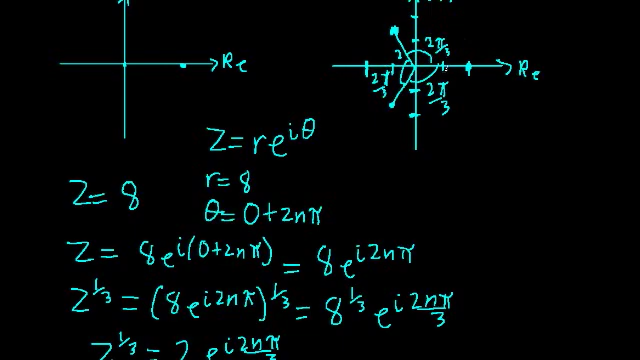 Re
2
2π/3
2π/3
2π/3
Re
Z = re^{iθ}
Z = 8
r = 8
θ = 0 + 2nπ
Z = 8e^{i(0+2nπ)} = 8e^{i2nπ}
Z^{1/3} = (8e^{i2nπ})^{1/3} = 8^{1/3} e^{i2nπ/3}
Z^{1/3} = 2e^{i2nπ/3}